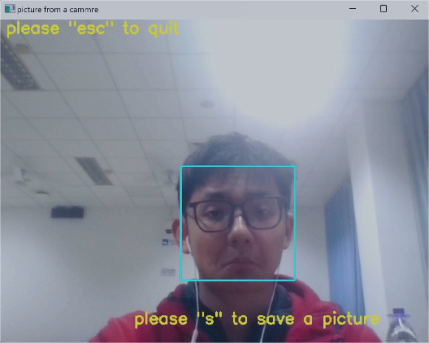 picture from a cammre
please "esc" to quit
please "s" to save a picture